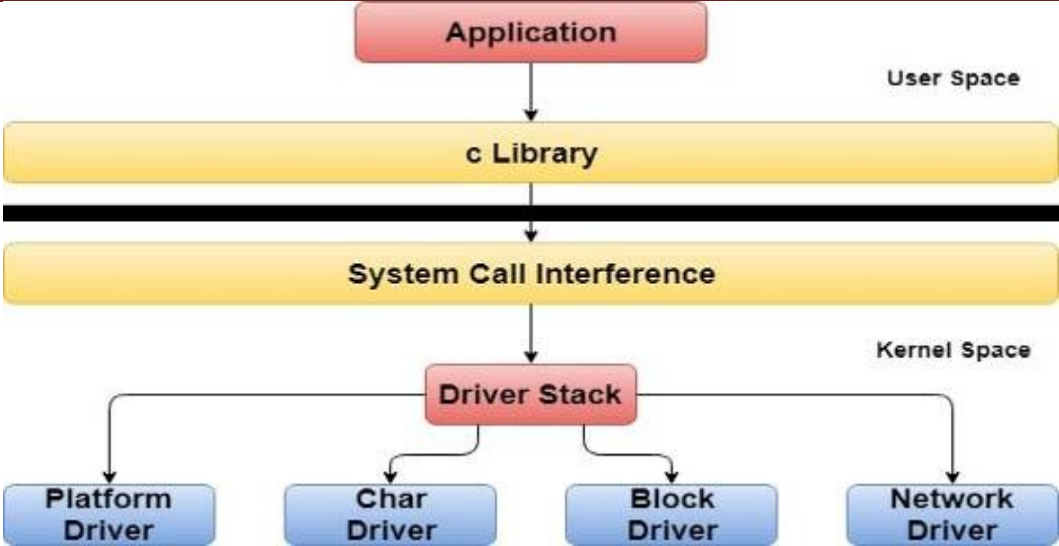 Application
User Space
c Library
System Call Interference
Kernel Space
Driver Stack
Platform
Driver
Char
Driver
Block
Driver
Network
Driver